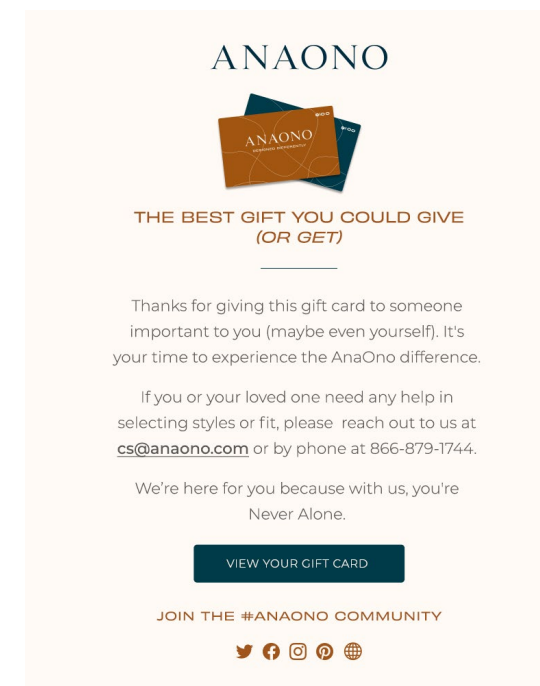 ANAONO
ANAONO
THE BEST GIFT YOU COULD GIVE
(OR GET)
Thanks for giving this gift card to someone
important to you (maybe even yourself). It's
your time to experience the AnaOno difference.
If you or your loved one need any help in
selecting styles or fit, please  reach out to us at
cs@anaono.com or by phone at 866-879-1744.
We’re here for you because with us, you're
Never Alone.
VIEW YOUR GIFT CARD
JOIN THE #ANAONO COMMUNITY